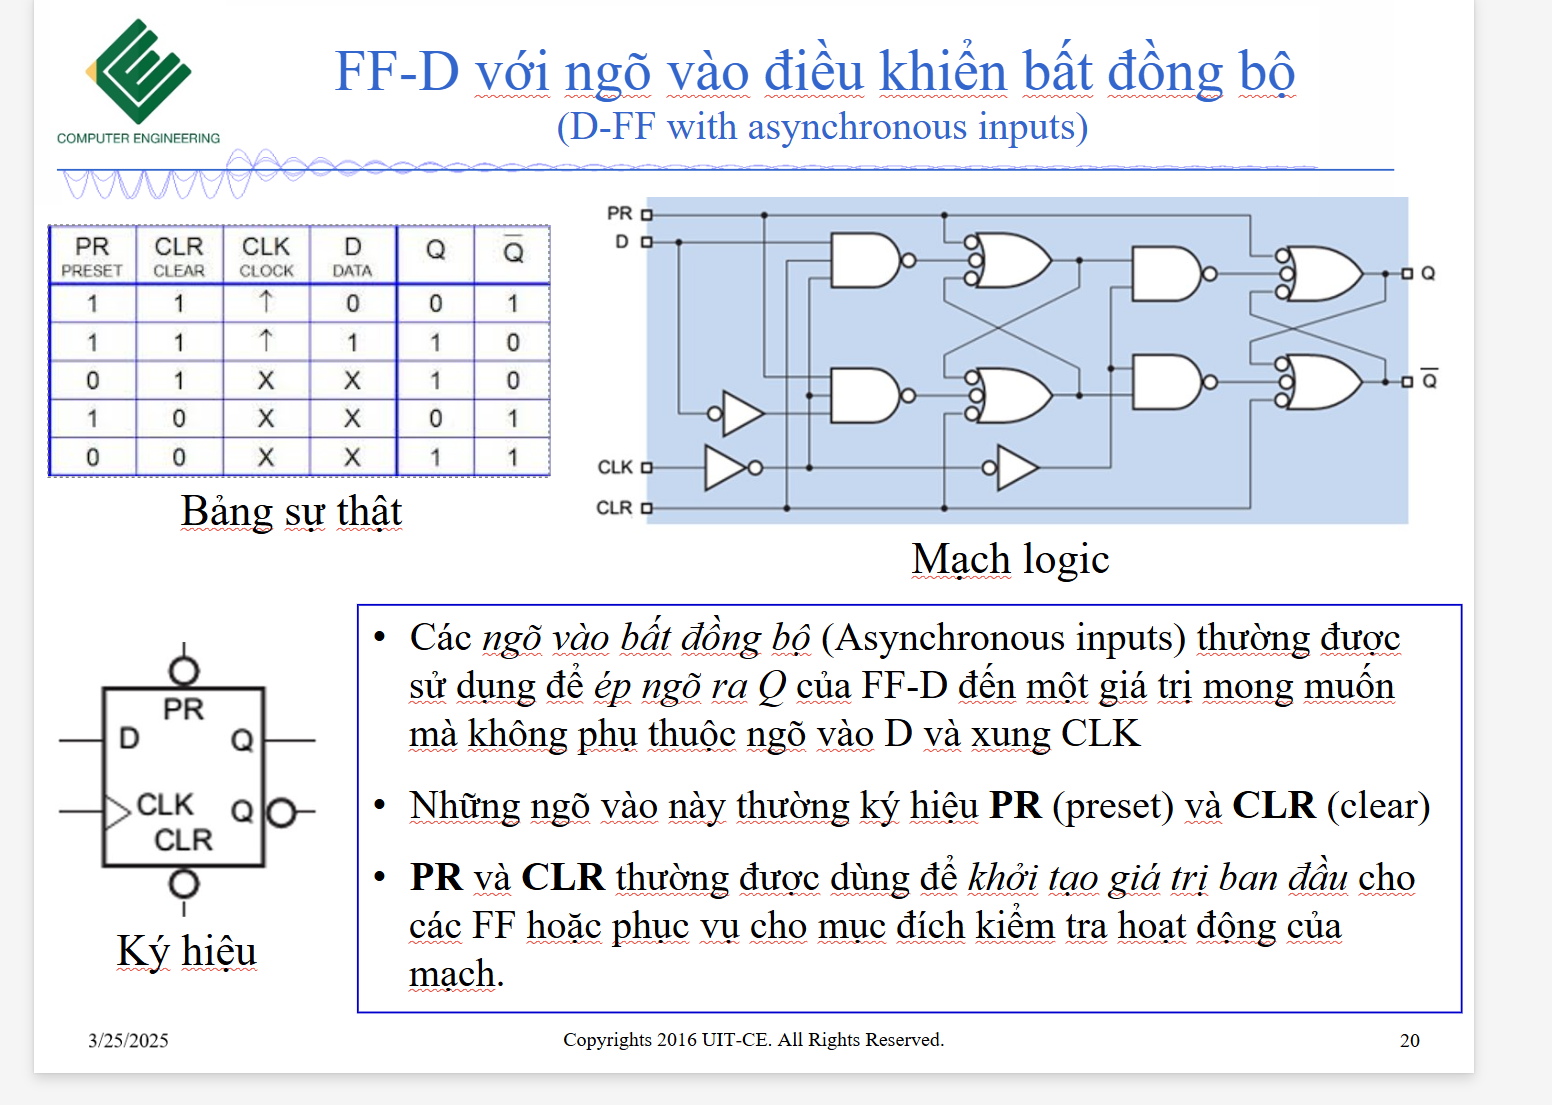 COMPUTER ENGINEERING
FF-D với ngõ vào điều khiển bất đồng bộ
(D-FF with asynchronous inputs)
PR CLR CLK D Q Q̅
PRESET CLEAR CLOCK DATA
1 1 ↑ 0 0 1
1 1 ↑ 1 1 0
0 1 X X 1 0
1 0 X X 0 1
0 0 X X 1 1
Bảng sự thật
PR
D
CLK
CLR
Q
Q̅
Mạch logic
PR
D Q
CLK Q
CLR
Ký hiệu
• Các ngõ vào bất đồng bộ (Asynchronous inputs) thường được
sử dụng để ép ngõ ra Q của FF-D đến một giá trị mong muốn
mà không phụ thuộc ngõ vào D và xung CLK
• Những ngõ vào này thường ký hiệu PR (preset) và CLR (clear)
• PR và CLR thường được dùng để khởi tạo giá trị ban đầu cho
các FF hoặc phục vụ cho mục đích kiểm tra hoạt động của
mạch.
3/25/2025
Copyrights 2016 UIT-CE. All Rights Reserved.
20